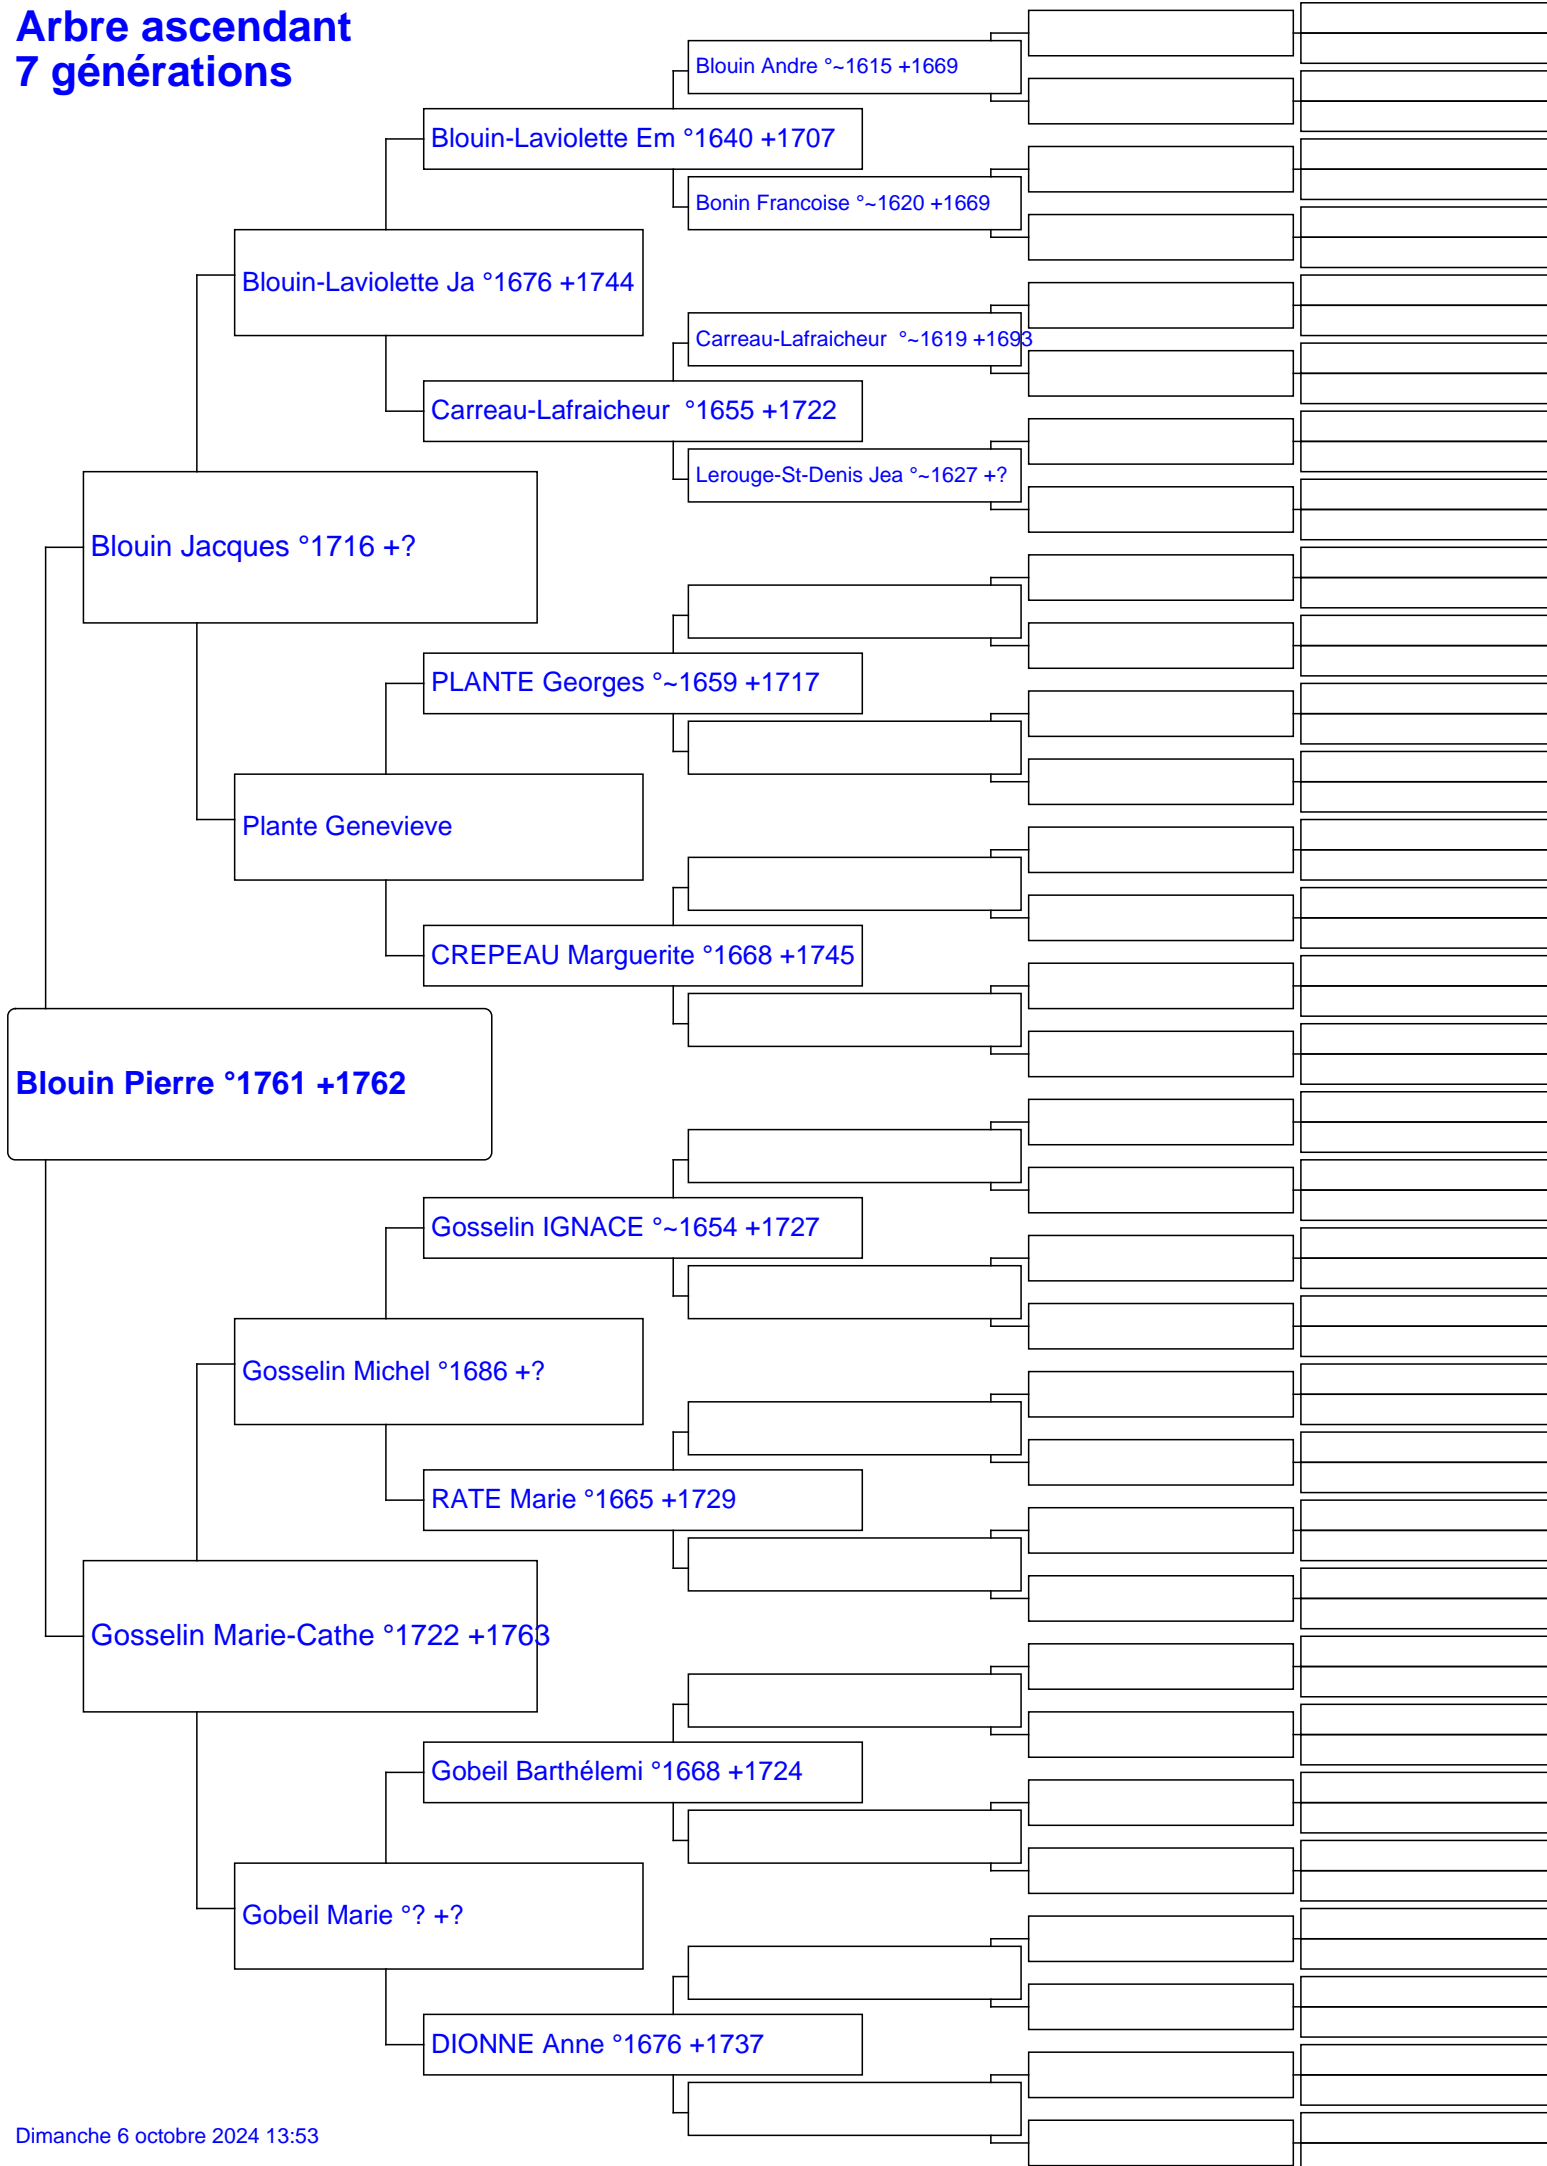 Arbre ascendant
7 générations
Blouin Andre °~1615 +1669
Blouin-Laviolette Em °1640 +1707
Bonin Francoise °~1620 +1669
Blouin-Laviolette Ja °1676 +1744
Carreau-Lafraicheur  °~1619 +1693
Carreau-Lafraicheur  °1655 +1722
Lerouge-St-Denis Jea °~1627 +?
Blouin Jacques °1716 +?
PLANTE Georges °~1659 +1717
Plante Genevieve
CREPEAU Marguerite °1668 +1745
Blouin Pierre °1761 +1762
Gosselin IGNACE °~1654 +1727
Gosselin Michel °1686 +?
RATE Marie °1665 +1729
Gosselin Marie-Cathe °1722 +1763
Gobeil Barthélemi °1668 +1724
Gobeil Marie °? +?
DIONNE Anne °1676 +1737
Dimanche 6 octobre 2024 13:53